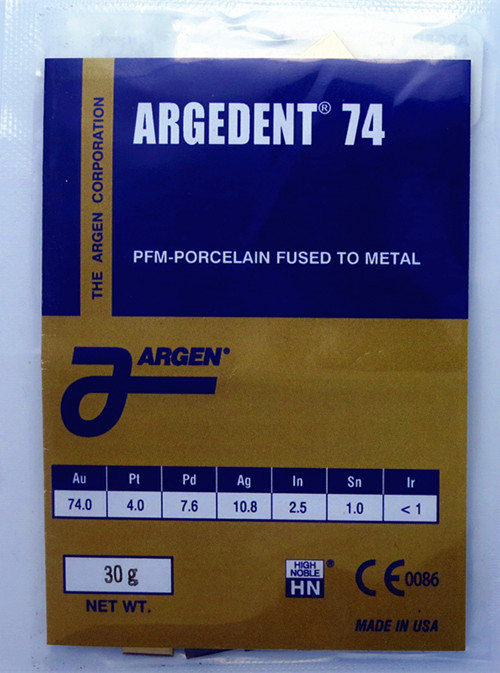 ARGEDENT® 74
THE ARGEN CORPORATION
PFM-PORCELAIN FUSED TO METAL
ARGEN®
Au Pt Pd Ag In Sn Ir
74.0 4.0 7.6 10.8 2.5 1.0 < 1
30 g
NET WT.
HIGH
NOBLE ®
HN
CE 0086
MADE IN USA